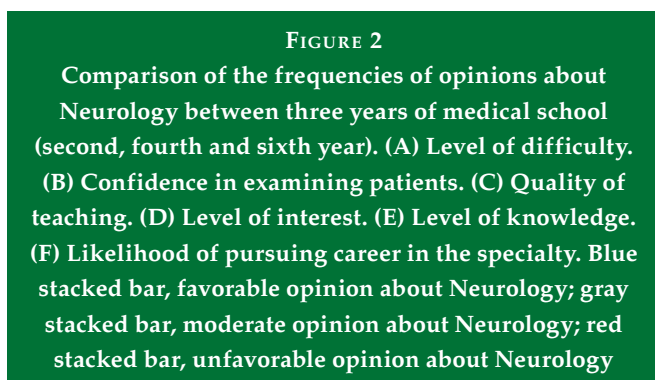 FIGURE 2
Comparison of the frequencies of opinions about
Neurology between three years of medical school
(second, fourth and sixth year). (A) Level of difficulty.
(B) Confidence in examining patients. (C) Quality of
teaching. (D) Level of interest. (E) Level of knowledge.
(F) Likelihood of pursuing career in the specialty. Blue
stacked bar, favorable opinion about Neurology; gray
stacked bar, moderate opinion about Neurology; red
stacked bar, unfavorable opinion about Neurology